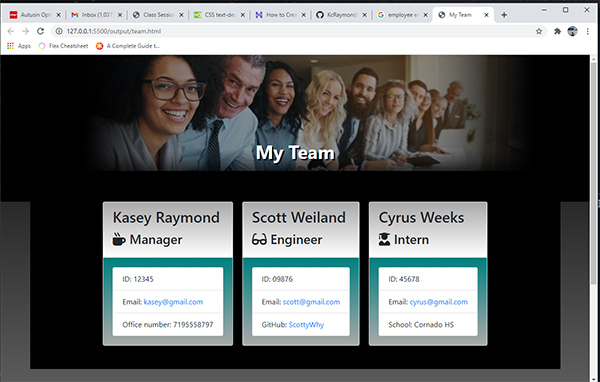 Autusin Opti
Inbox (1,037
Class Session
CSS text-de
How to Cre
KcRaymond
employee e
My Team
127.0.0.1:5500/output/team.html
Apps
Flex Cheatsheet
A Complete Guide t...
My Team
Kasey Raymond
Manager
ID: 12345
Email: kasey@gmail.com
Office number: 7195558797
Scott Weiland
Engineer
ID: 09876
Email: scott@gmail.com
GitHub: ScottyWhy
Cyrus Weeks
Intern
ID: 45678
Email: cyrus@gmail.com
School: Cornado HS